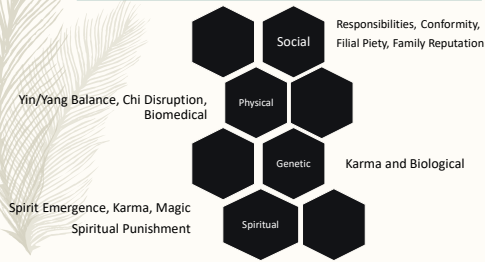 Social
Responsibilities, Conformity,
Filial Piety, Family Reputation
Yin/Yang Balance, Chi Disruption,
Biomedical
Physical
Genetic
Karma and Biological
Spirit Emergence, Karma, Magic
Spiritual Punishment
Spiritual